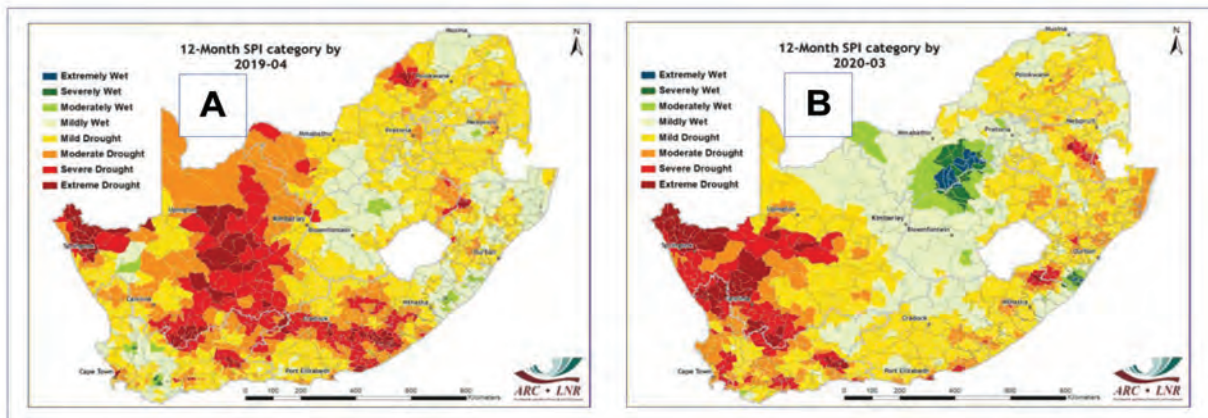 12-Month SPI category by
2019-04
N
A
Extremely Wet
Severely Wet
Moderately Wet
Mildly Wet
Mild Drought
Moderate Drought
Severe Drought
Extreme Drought
Musina
Polokwane
Mmabatho
Pretoria
Nelspruit
Upington
Kimberley
Bloemfontein
Durban
Calvinia
Mthatha
Cradock
Cape Town
Port Elizabeth
0
200
400
600
800
Kilometers
ARC • LNR
12-Month SPI category by
2020-03
N
B
Extremely Wet
Severely Wet
Moderately Wet
Mildly Wet
Mild Drought
Moderate Drought
Severe Drought
Extreme Drought
Musina
Polokwane
Mmabatho
Pretoria
Nelspruit
Upington
Kimberley
Bloemfontein
Durban
Mthatha
Cradock
Cape Town
Port Elizabeth
0
200
400
600
800
Kilometers
ARC • LNR